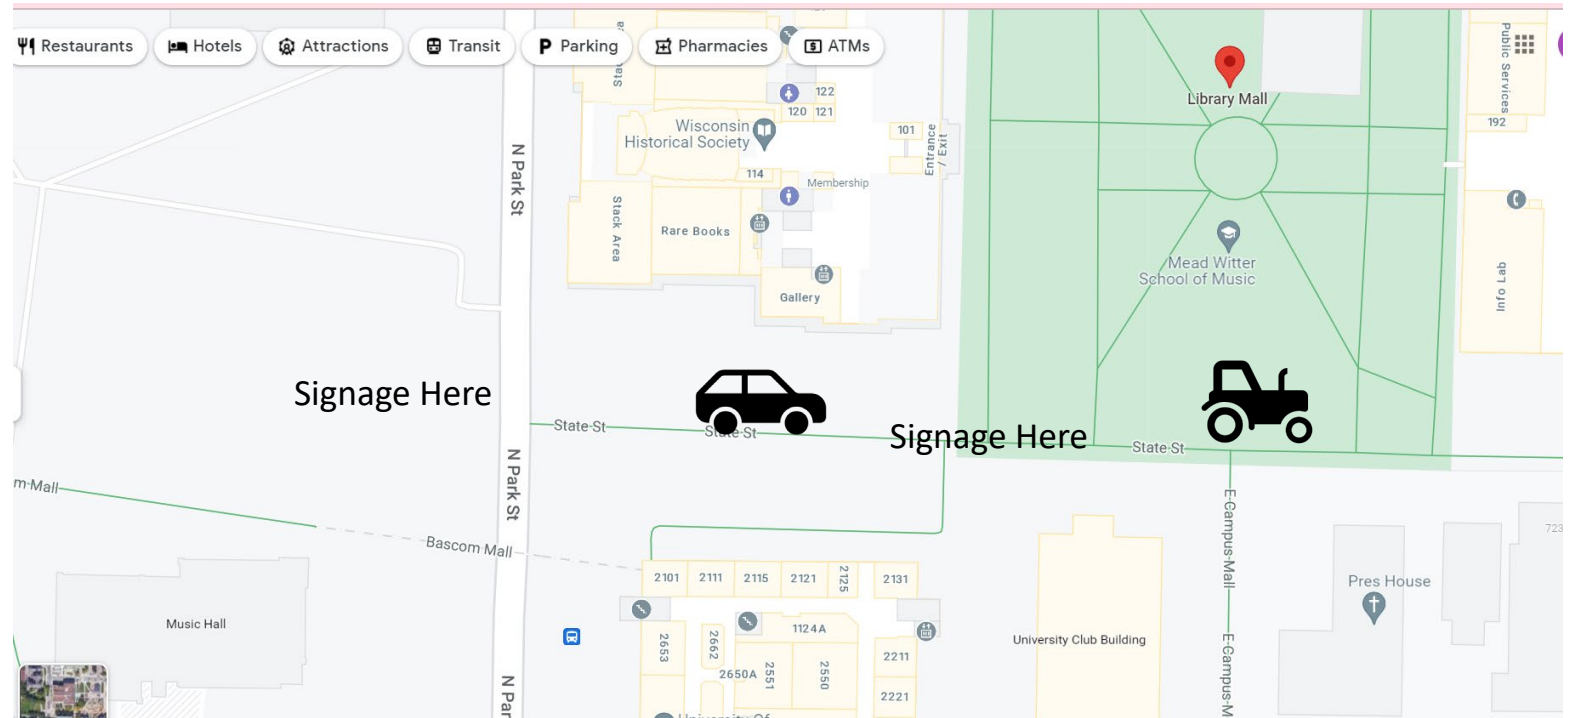 Restaurants
Hotels
Attractions
Transit
P Parking
Pharmacies
ATMs
Library Mall
Public Services
192
122
120 121
Wisconsin
Historical Society
101
Entrance
/ Exit
114
Membership
N Park St
Stack Area
Rare Books
Gallery
Mead Witter
School of Music
Info Lab
Signage Here
State St
State St
Signage Here
State St
N Park St
m Mall
Bascom Mall
E Campus Mall
723
2101
2111
2115
2121
2125
2131
Pres House
Music Hall
1124A
University Club Building
2653
2662
2650A
2551
2550
2211
2221
E Campus M
N Par
University Of